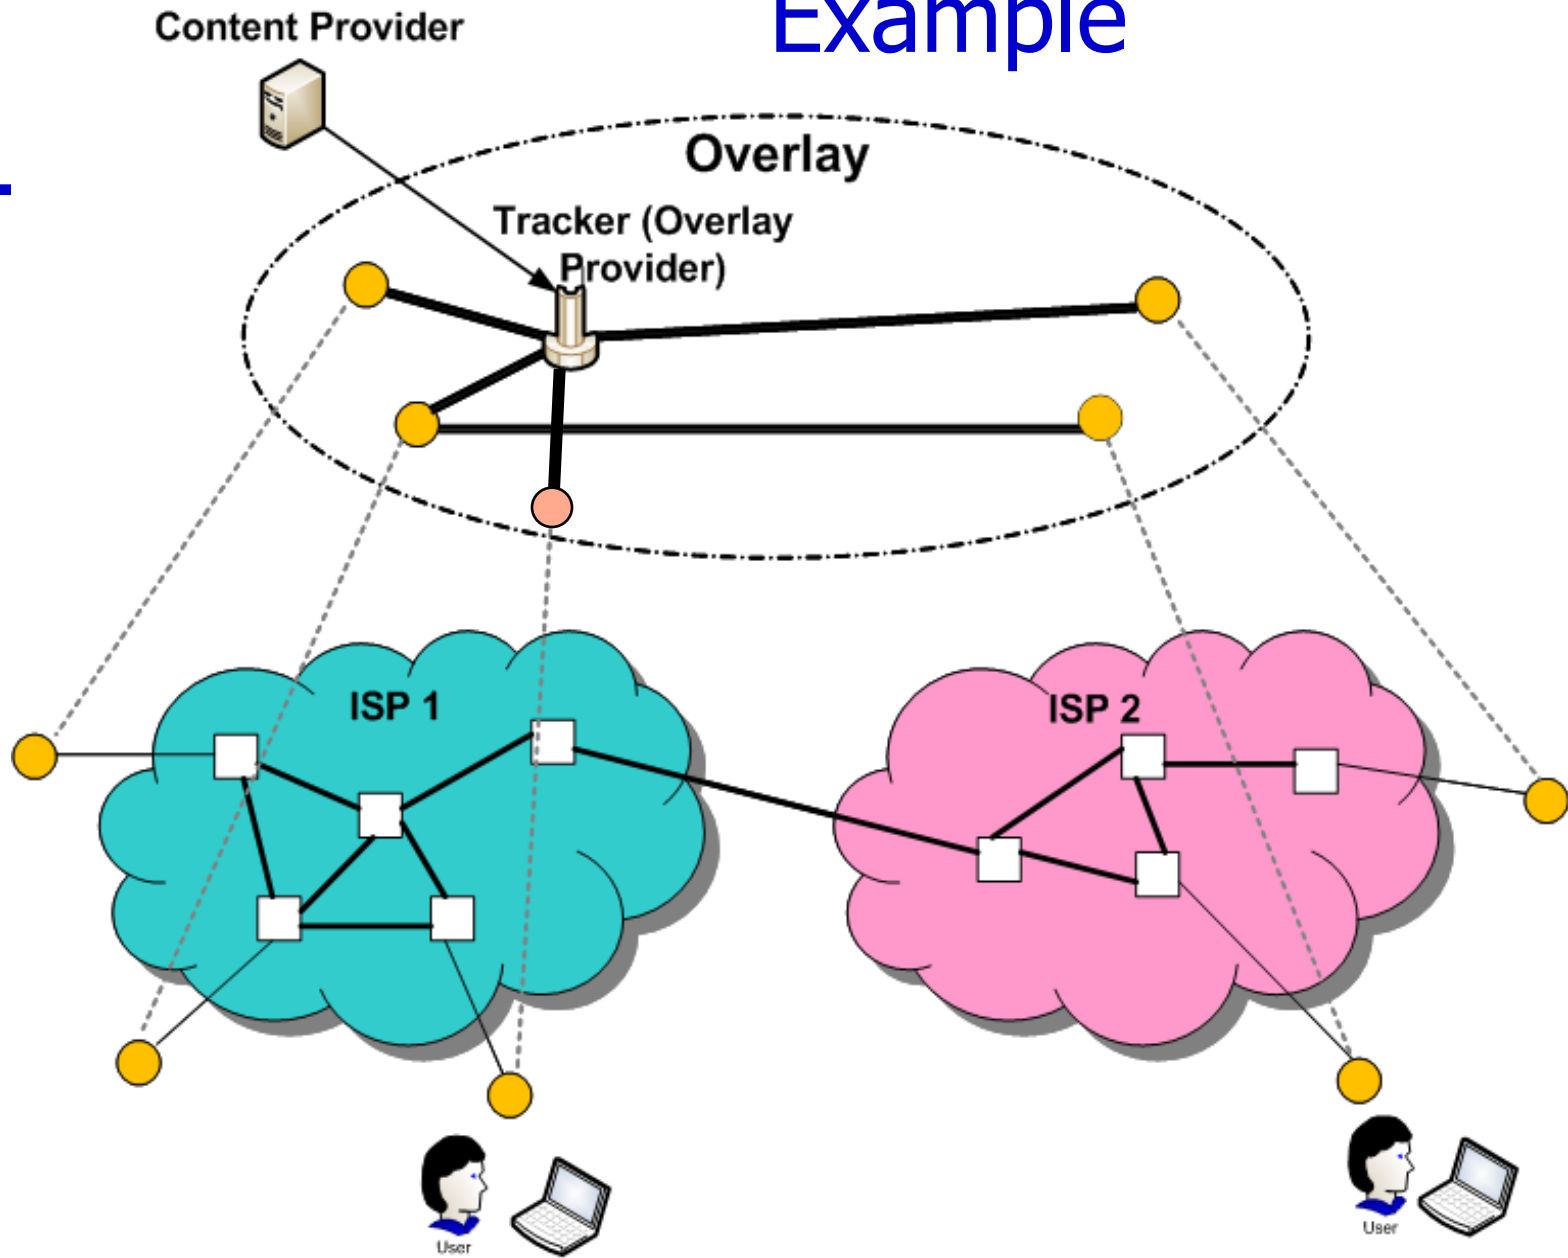 Example
Content Provider
Overlay
Tracker (Overlay
Provider)
ISP 1
ISP 2
User
User